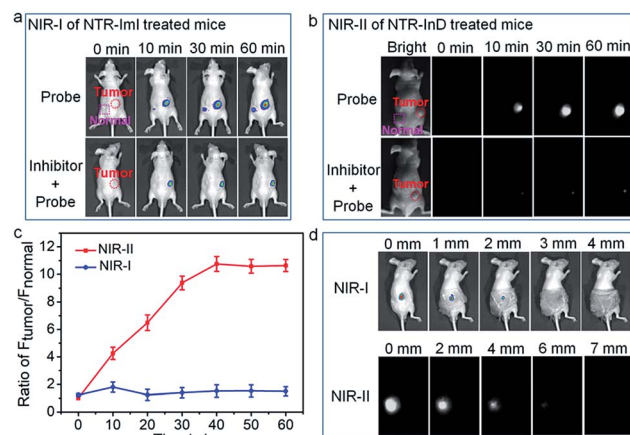 a
NIR-I of NTR-ImI treated mice
0 min 10 min 30 min 60 min
Probe
Tumor
Normal
Inhibitor
+
Probe
Tumor
b
NIR-II of NTR-InD treated mice
Bright 0 min 10 min 30 min 60 min
Probe
Tumor
Normal
Inhibitor
+
Probe
Tumor
c
Ratio of Ftumor/Fnormal
NIR-II
NIR-I
12
10
8
6
4
2
0
0 10 20 30 40 50 60
d
0 mm 1 mm 2 mm 3 mm 4 mm
NIR-I
0 mm 2 mm 4 mm 6 mm 7 mm
NIR-II